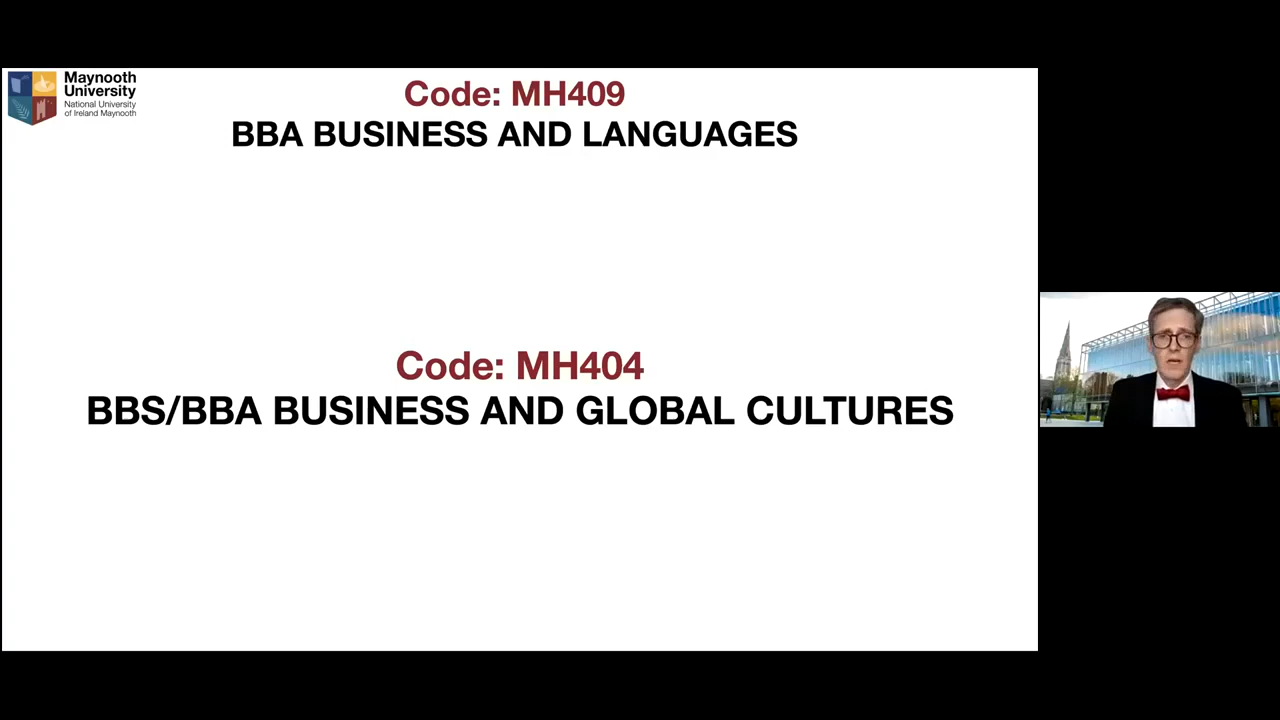 Maynooth
University
National University
of Ireland Maynooth
Code: MH409
BBA BUSINESS AND LANGUAGES
Code: MH404
BBS/BBA BUSINESS AND GLOBAL CULTURES